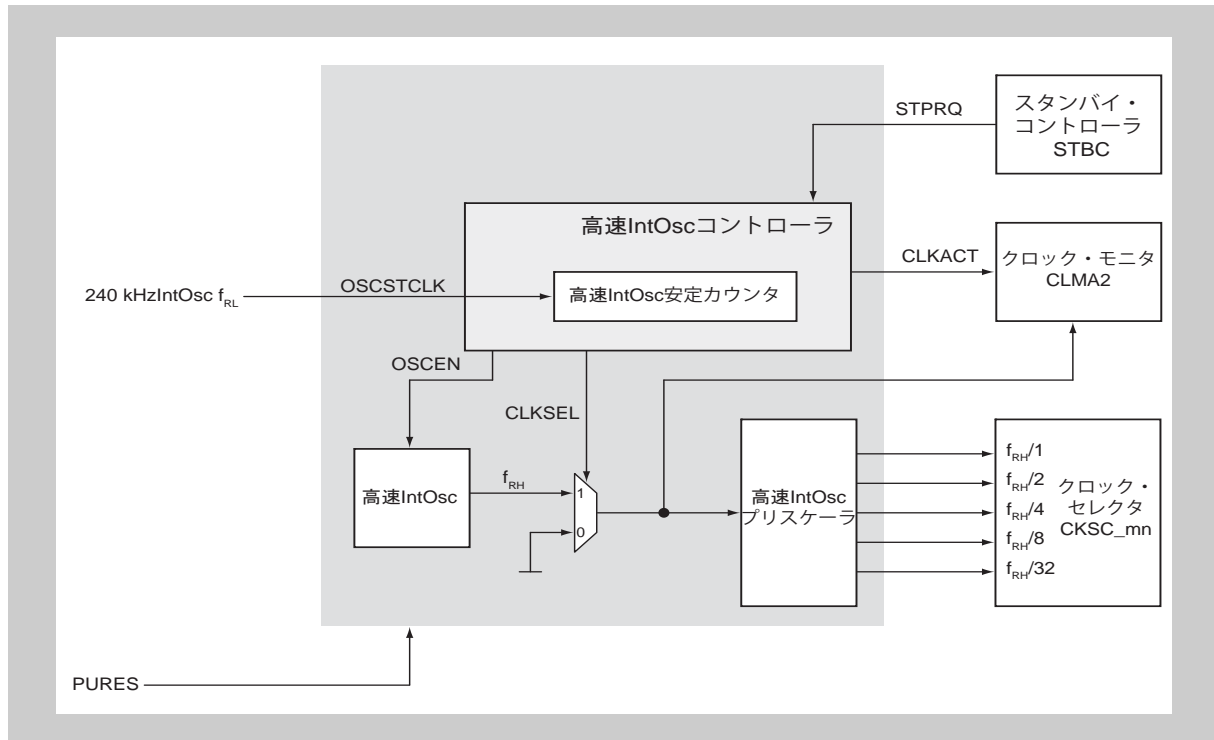 STPRQ
スタンバイ・
コントローラ
STBC
高速IntOscコントローラ
CLKACT
クロック・モニタ
CLMA2
240 kHzIntOsc fRL
OSCSTCLK
高速IntOsc安定カウンタ
OSCEN
CLKSEL
高速IntOsc
fRH
1
0
高速IntOsc
プリスケーラ
fRH/1
fRH/2
fRH/4
fRH/8
fRH/32
クロック・
セレクタ
CKSC_mn
PURES